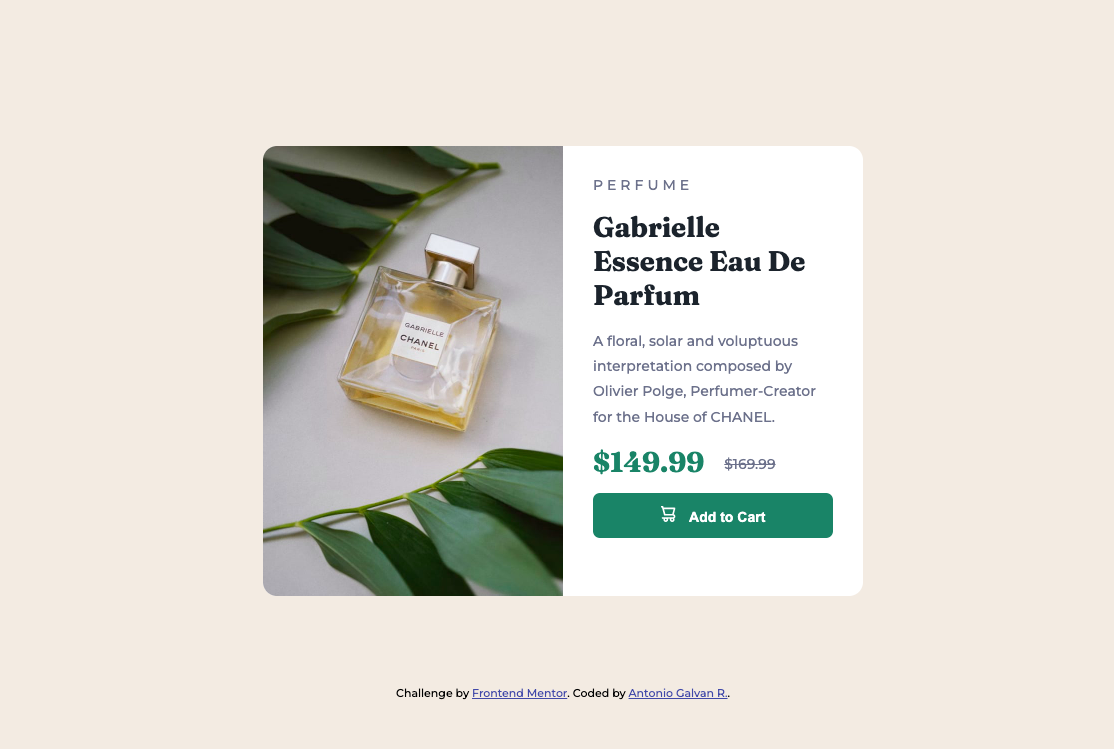 PERFUME
Gabrielle
Essence Eau De
Parfum
A floral, solar and voluptuous
interpretation composed by
Olivier Polge, Perfumer-Creator
for the House of CHANEL.
$149.99 $169.99
Add to Cart
GABRIELLE
CHANEL
PARIS
Challenge by Frontend Mentor. Coded by Antonio Galvan R..